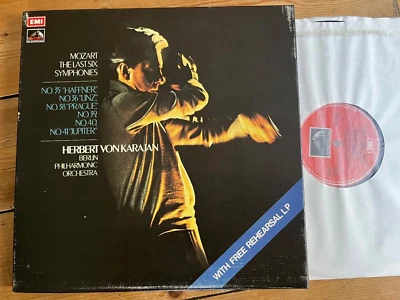 EMI
MOZART
THE LAST SIX
SYMPHONIES
NO.35 "HAFFNER"
NO.36 "LINZ"
NO.38 "PRAGUE"
NO.39
NO.40
NO.41 "JUPITER"
HERBERT VON KARAJAN
BERLIN
PHILHARMONIC
ORCHESTRA
WITH FREE REHEARSAL LP